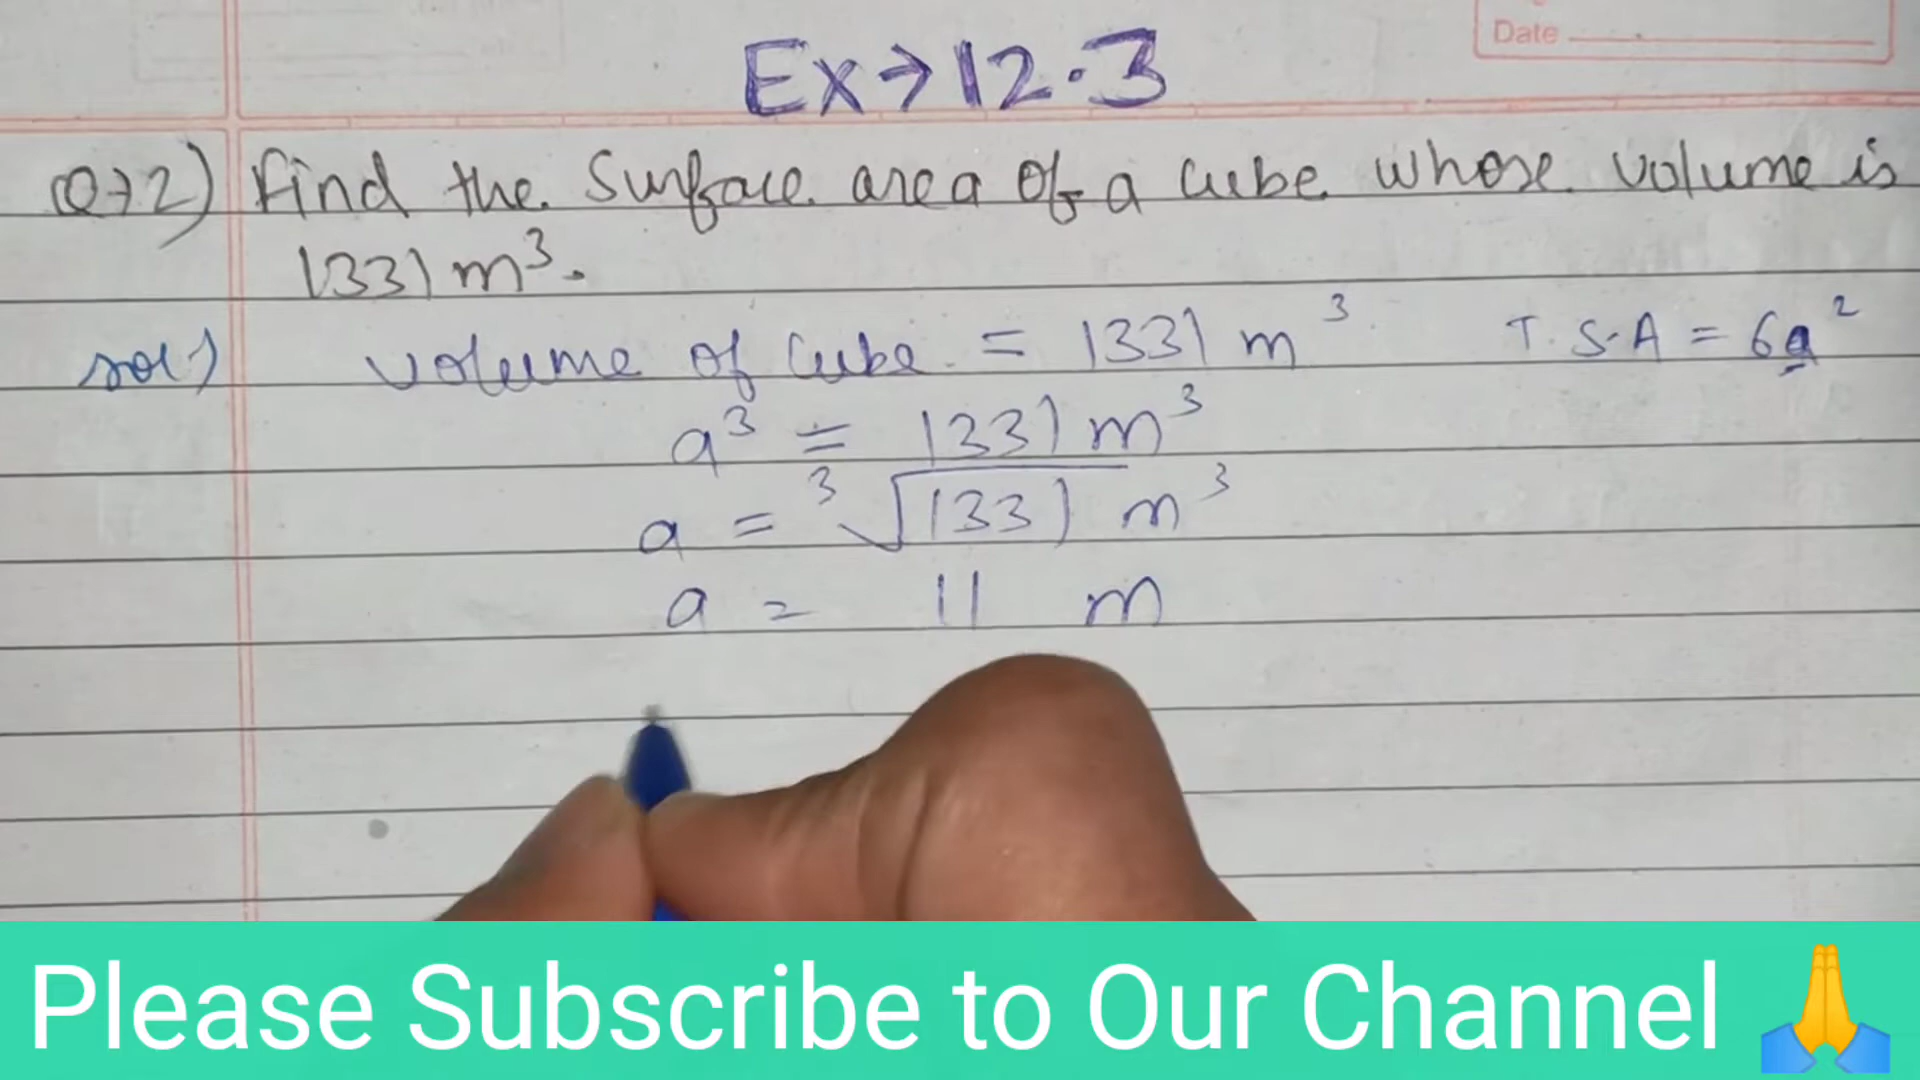 Date
Ex→12.3
Q→2) Find the Surface area of a Cube whose volume is
1331 m³.
sol) Volume of Cube = 1331 m³ T.S.A = 6a²
a³ = 1331 m³
a = ³√1331 m³
a = 11 m
Please Subscribe to Our Channel 🙏